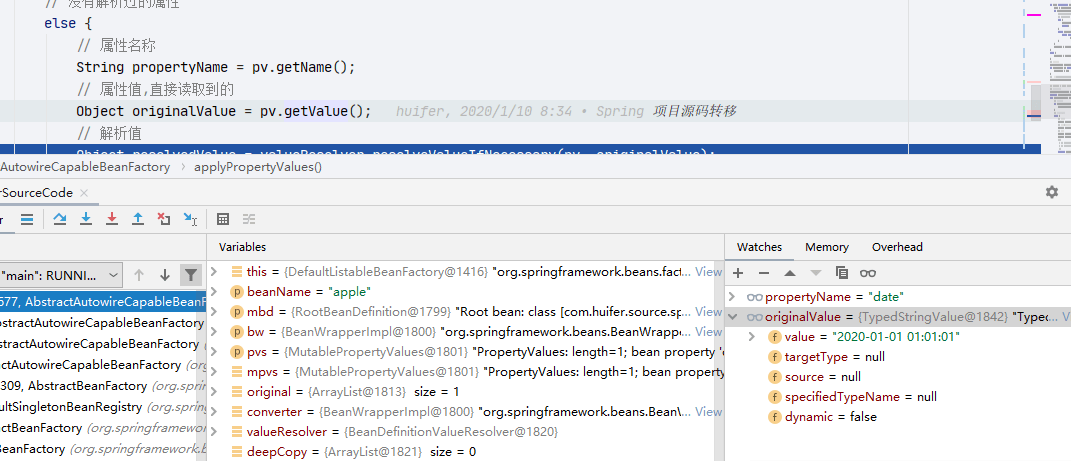 // 没有解析过的属性
else {
// 属性名称
String propertyName = pv.getName();
// 属性值,直接读取到的
Object originalValue = pv.getValue(); huifer, 2020/1/10 8:34 • Spring 项目源码转移
// 解析值
Object resolvedValue = valueResolver.resolveValueIfNecessary(pv, originalValue);
AutowireCapableBeanFactory > applyPropertyValues()
rSourceCode ×
Variables
Watches Memory Overhead
"main": RUNNI...
577, AbstractAutowireCapableBeanF
bstractAutowireCapableBeanFactory
stractAutowireCapableBeanFactory
ctAutowireCapableBeanFactory (org.s
309, AbstractBeanFactory (org.spring
ultSingletonBeanRegistry (org.spring
actBeanFactory (org.springframework
BeanFactory (org.springframework.b
this = {DefaultListableBeanFactory@1416} "org.springframework.beans.fact... View
beanName = "apple"
mbd = {RootBeanDefinition@1799} "Root bean: class [com.huifer.source.sp... View
bw = {BeanWrapperImpl@1800} "org.springframework.beans.BeanWrappe... View
pvs = {MutablePropertyValues@1801} "PropertyValues: length=1; bean property 'd
mpvs = {MutablePropertyValues@1801} "PropertyValues: length=1; bean property
original = {ArrayList@1813} size = 1
converter = {BeanWrapperImpl@1800} "org.springframework.beans.Bean\... View
valueResolver = {BeanDefinitionValueResolver@1820}
deepCopy = {ArrayList@1821} size = 0
propertyName = "date"
originalValue = {TypedStringValue@1842} "Typed
value = "2020-01-01 01:01:01"
targetType = null
source = null
specifiedTypeName = null
dynamic = false